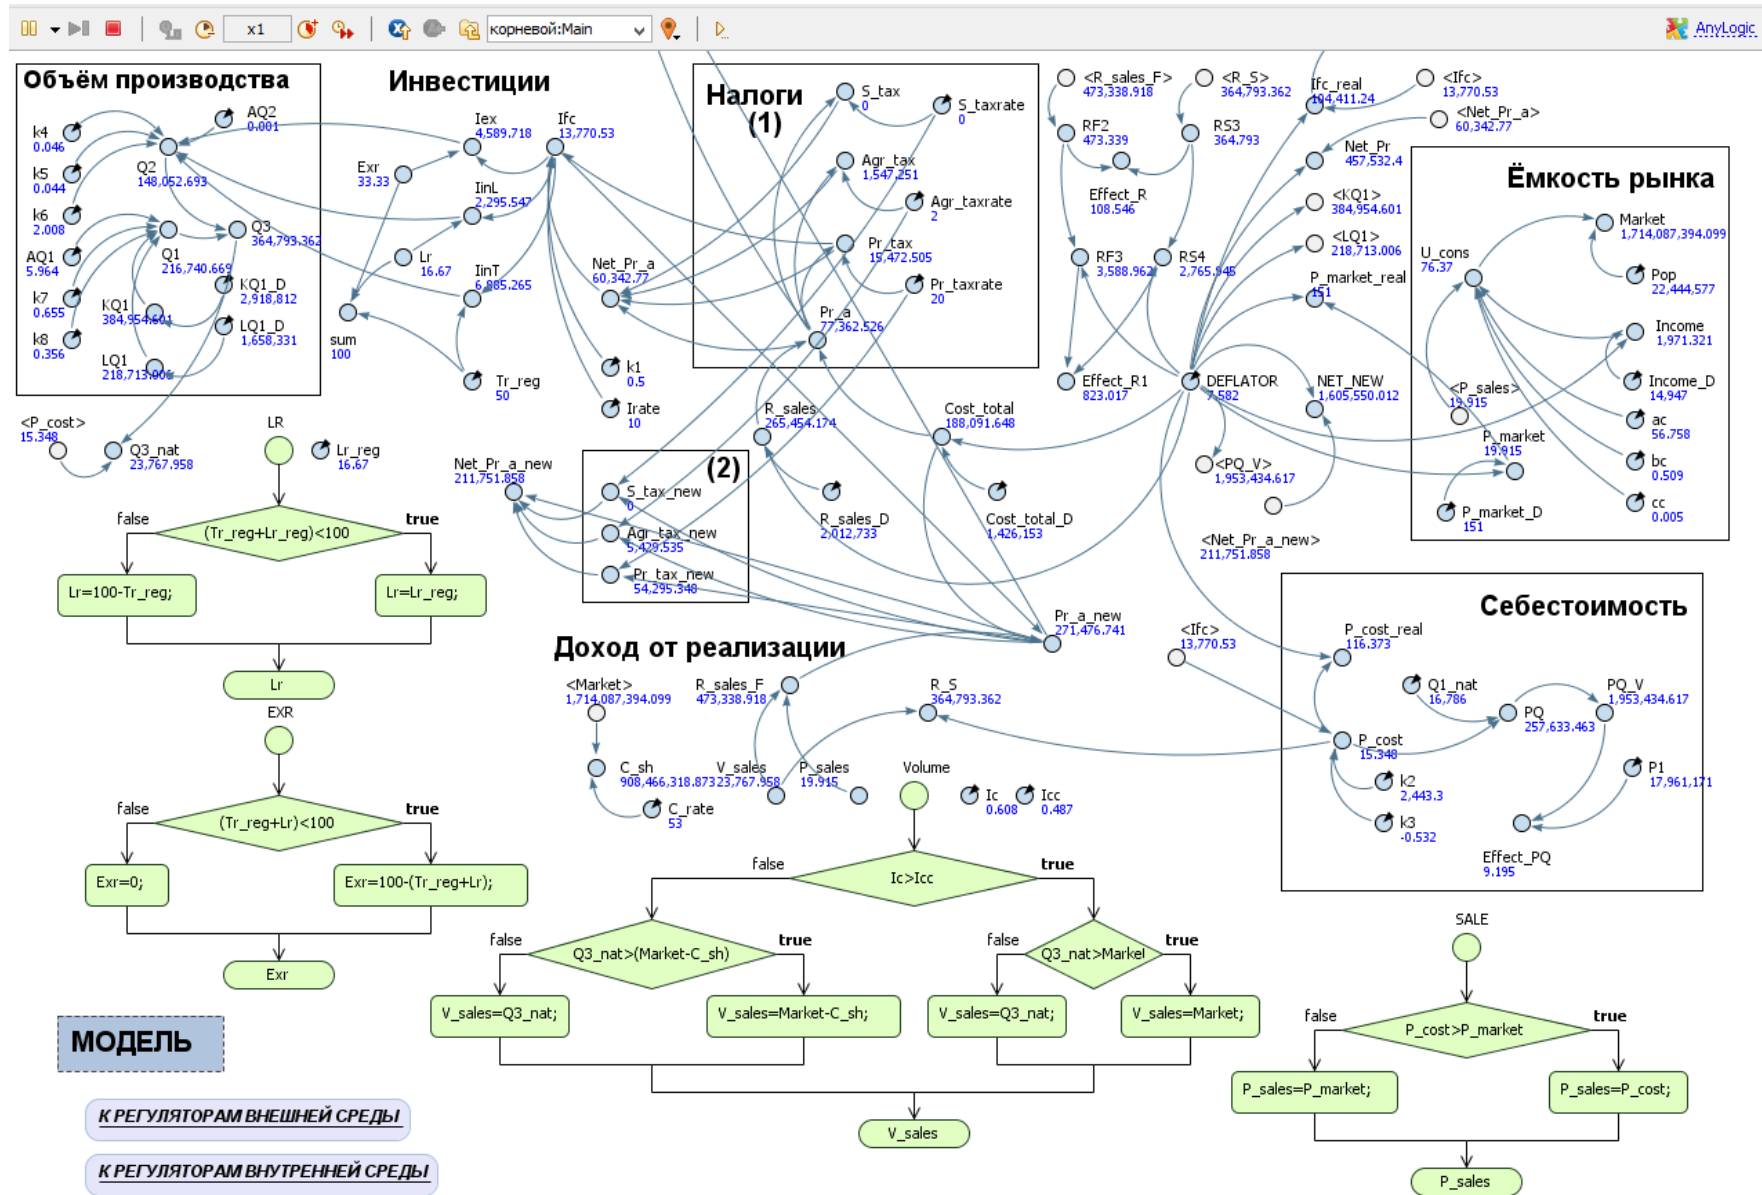 x1
корневой:Main
AnyLogic
Объём производства
k4
0.046
k5
0.044
k6
2.008
AQ1
5.964
k7
0.655
k8
0.356
AQ2
0.001
Q2
148,052.693
Q1
216,740.669
Q3
364,793.362
KQ1
384,954.601
KQ1_D
2,918,812
LQ1
218,713.006
LQ1_D
1,658,331
<P_cost>
15.348
Q3_nat
23,767.958
Инвестиции
Iex
4,589.718
Ifc
13,770.53
Exr
33.33
IinL
2,295.547
Lr
16.67
IinT
6,885.265
sum
100
Tr_reg
50
Net_Pr_a
60,342.77
k1
0.5
Irate
10
Налоги
(1)
S_tax
0
S_taxrate
0
Agr_tax
1,547.251
Agr_taxrate
2
Pr_tax
15,472.505
Pr_taxrate
20
Pr_a
77,362.526
R_sales
265,454.174
Cost_total
188,091.648
R_sales_D
2,012,733
Cost_total_D
1,426,153
Net_Pr_a_new
211,751.858
(2)
S_tax_new
0
Agr_tax_new
5,429.535
Pr_tax_new
54,295.348
Pr_a_new
271,476.741
<R_sales_F>
473,338.918
<R_S>
364,793.362
RF2
473.339
RS3
364.793
Effect_R
108.546
RF3
3,588.962
RS4
2,765.945
Effect_R1
823.017
DEFLATOR
7.582
Ifc_real
104,411.24
<Ifc>
13,770.53
<Net_Pr_a>
60,342.77
Net_Pr
457,532.4
<KQ1>
384,954.601
<LQ1>
218,713.006
P_market_real
151
NET_NEW
1,605,550.012
<PQ_V>
1,953,434.617
<Net_Pr_a_new>
211,751.858
Ёмкость рынка
Market
1,714,087,394.099
U_cons
76.37
Pop
22,444,577
Income
1,971.321
Income_D
14,947
<P_sales>
19.915
ac
56.758
P_market
19.915
bc
0.509
cc
0.005
P_market_D
151
Себестоимость
<Ifc>
13,770.53
P_cost_real
116.373
Q1_nat
16,786
PQ_V
1,953,434.617
PQ
257,633.463
P_cost
15.348
k2
2,443.3
k3
-0.532
P1
17,961,171
Effect_PQ
9.195
Доход от реализации
<Market>
1,714,087,394.099
R_sales_F
473,338.918
R_S
364,793.362
C_sh
908,466,318.873
V_sales
23,767.958
P_sales
19.915
C_rate
53
Volume
Ic
0.608
Icc
0.487
Ic>Icc
false
true
Q3_nat>(Market-C_sh)
false
true
V_sales=Q3_nat;
V_sales=Market-C_sh;
Q3_nat>Market
false
true
V_sales=Q3_nat;
V_sales=Market;
V_sales
LR
Lr_reg
16.67
false
true
(Tr_reg+Lr_reg)<100
Lr=100-Tr_reg;
Lr=Lr_reg;
Lr
EXR
false
true
(Tr_reg+Lr)<100
Exr=0;
Exr=100-(Tr_reg+Lr);
Exr
SALE
false
true
P_cost>P_market
P_sales=P_market;
P_sales=P_cost;
P_sales
МОДЕЛЬ
К РЕГУЛЯТОРАМ ВНЕШНЕЙ СРЕДЫ
К РЕГУЛЯТОРАМ ВНУТРЕННЕЙ СРЕДЫ